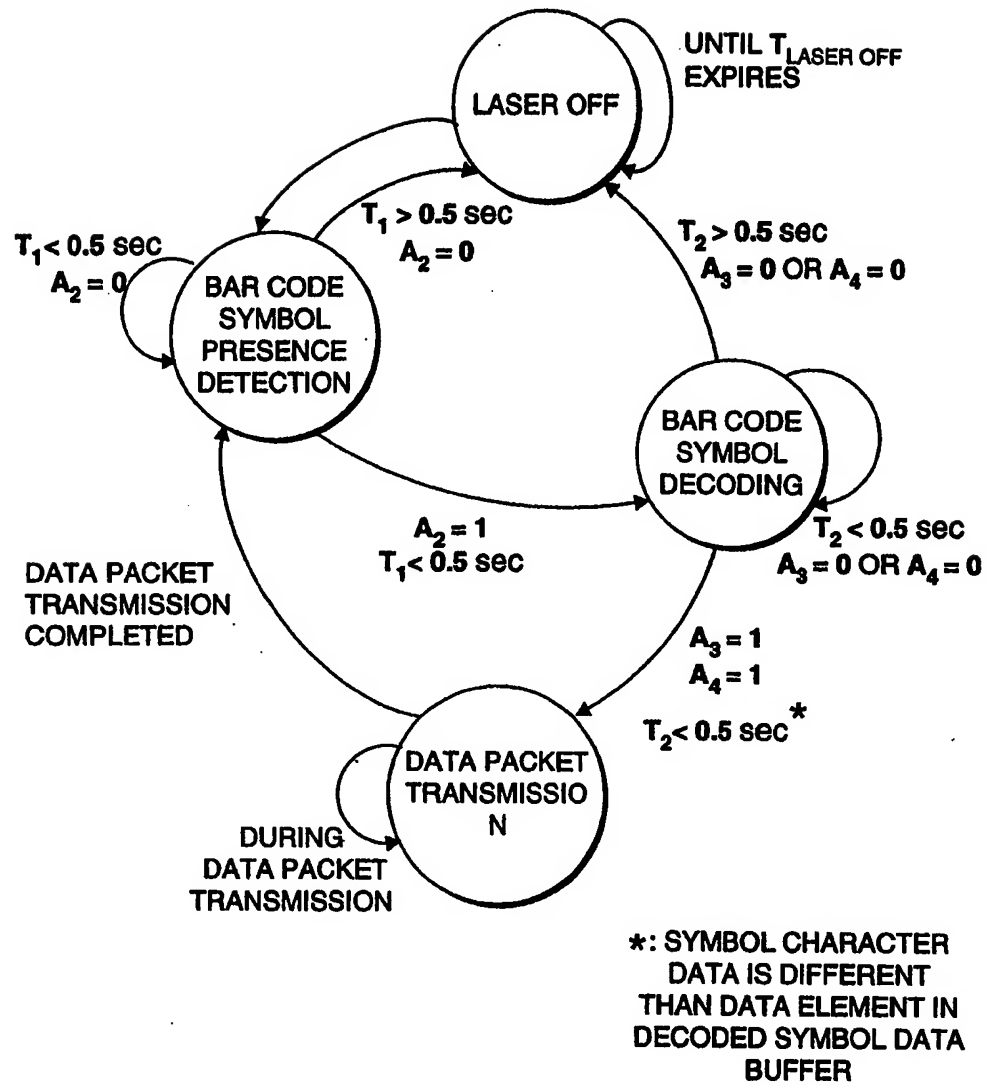 UNTIL T LASER OFF
EXPIRES
LASER OFF
T₁ > 0.5 sec
A₂ = 0
T₂ > 0.5 sec
A₃ = 0 OR A₄ = 0
T₁ < 0.5 sec
A₂ = 0
BAR CODE
SYMBOL
PRESENCE
DETECTION
BAR CODE
SYMBOL
DECODING
A₂ = 1
T₁ < 0.5 sec
T₂ < 0.5 sec
A₃ = 0 OR A₄ = 0
DATA PACKET
TRANSMISSION
COMPLETED
A₃ = 1
A₄ = 1
T₂ < 0.5 sec*
DATA PACKET
TRANSMISSIO
N
DURING
DATA PACKET
TRANSMISSION
*: SYMBOL CHARACTER
DATA IS DIFFERENT
THAN DATA ELEMENT IN
DECODED SYMBOL DATA
BUFFER